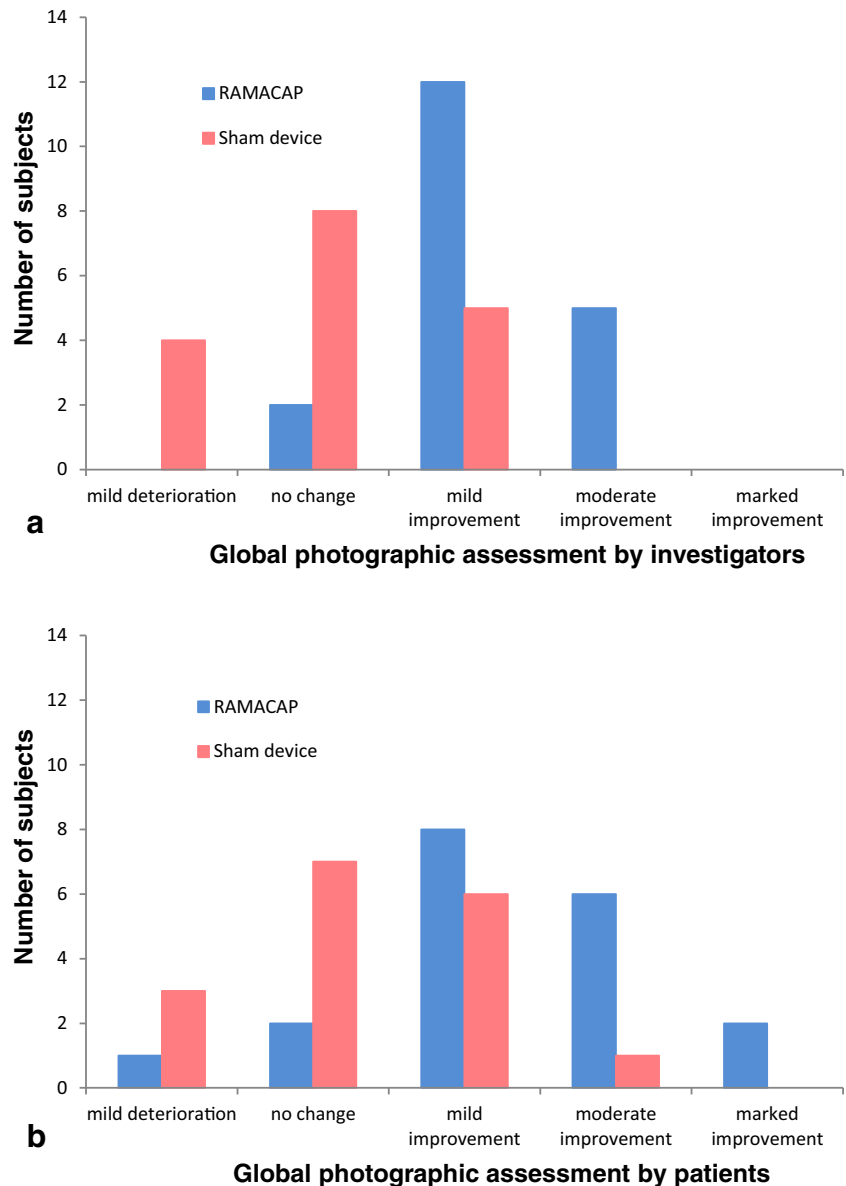 14
12
10
8
6
4
2
0
Number of subjects
RAMACAP
Sham device
mild deterioration
no change
mild
improvement
moderate
improvement
marked
improvement
a
Global photographic assessment by investigators
14
12
10
8
6
4
2
0
Number of subjects
RAMACAP
Sham device
mild deterioration
no change
mild
improvement
moderate
improvement
marked
improvement
b
Global photographic assessment by patients